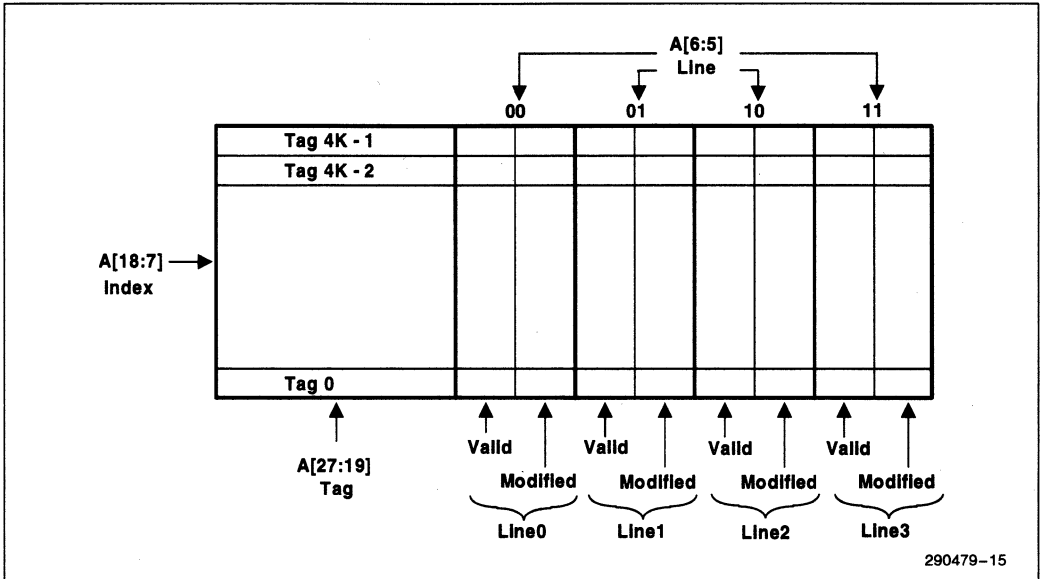 A[6:5]
Line
00 01 10 11
Tag 4K - 1
Tag 4K - 2
A[18:7]
Index
Tag 0
A[27:19]
Tag
Valid Valid Valid Valid
Modified Modified Modified Modified
Line0 Line1 Line2 Line3
290479-15